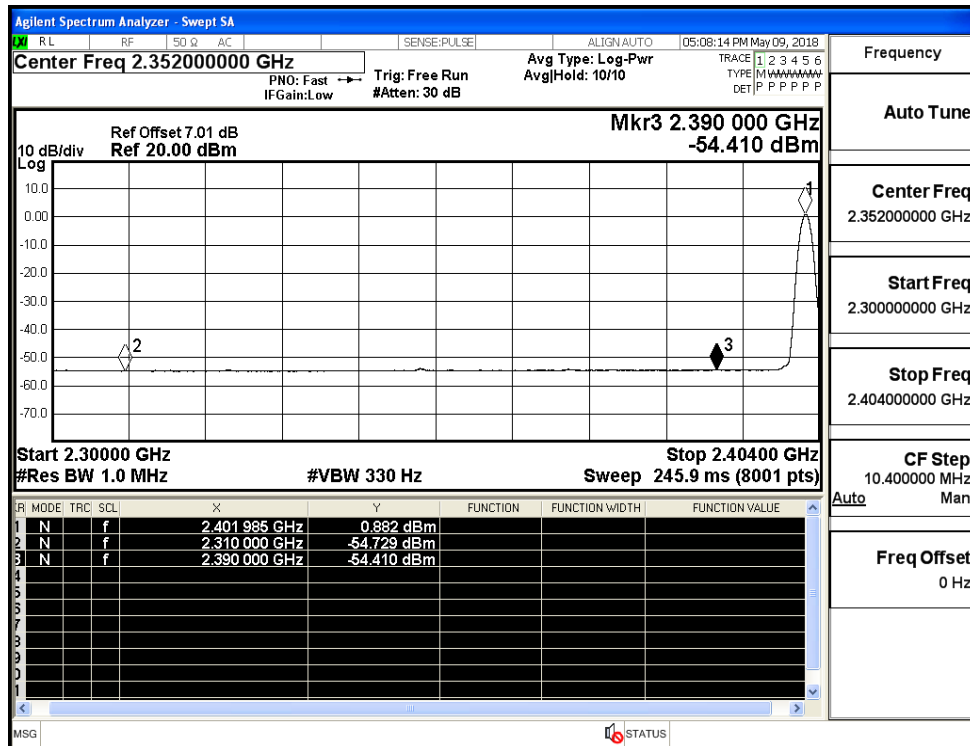 Agilent Spectrum Analyzer - Swept SA
LXI RL RF 50 Ω AC SENSE:PULSE ALIGN AUTO 05:08:14 PM May 09, 2018
Center Freq 2.352000000 GHz
PNO: Fast
IFGain:Low
Trig: Free Run
#Atten: 30 dB
Avg Type: Log-Pwr
Avg|Hold: 10/10
TRACE 1 2 3 4 5 6
TYPE M
DET P P P P P P
Ref Offset 7.01 dB
Ref 20.00 dBm
10 dB/div
Log
Mkr3 2.390 000 GHz
-54.410 dBm
10.0
0.00
-10.0
-20.0
-30.0
-40.0
-50.0
-60.0
-70.0
1
2
3
Start 2.30000 GHz
Stop 2.40400 GHz
#Res BW 1.0 MHz
#VBW 330 Hz
Sweep 245.9 ms (8001 pts)
MODE TRC SCL X Y FUNCTION FUNCTION WIDTH FUNCTION VALUE
1 N f 2.401 985 GHz 0.882 dBm
2 N f 2.310 000 GHz -54.729 dBm
3 N f 2.390 000 GHz -54.410 dBm
4
5
6
7
8
9
0
1
MSG
STATUS
Frequency
Auto Tune
Center Freq
2.352000000 GHz
Start Freq
2.300000000 GHz
Stop Freq
2.404000000 GHz
CF Step
10.400000 MHz
Auto Man
Freq Offset
0 Hz